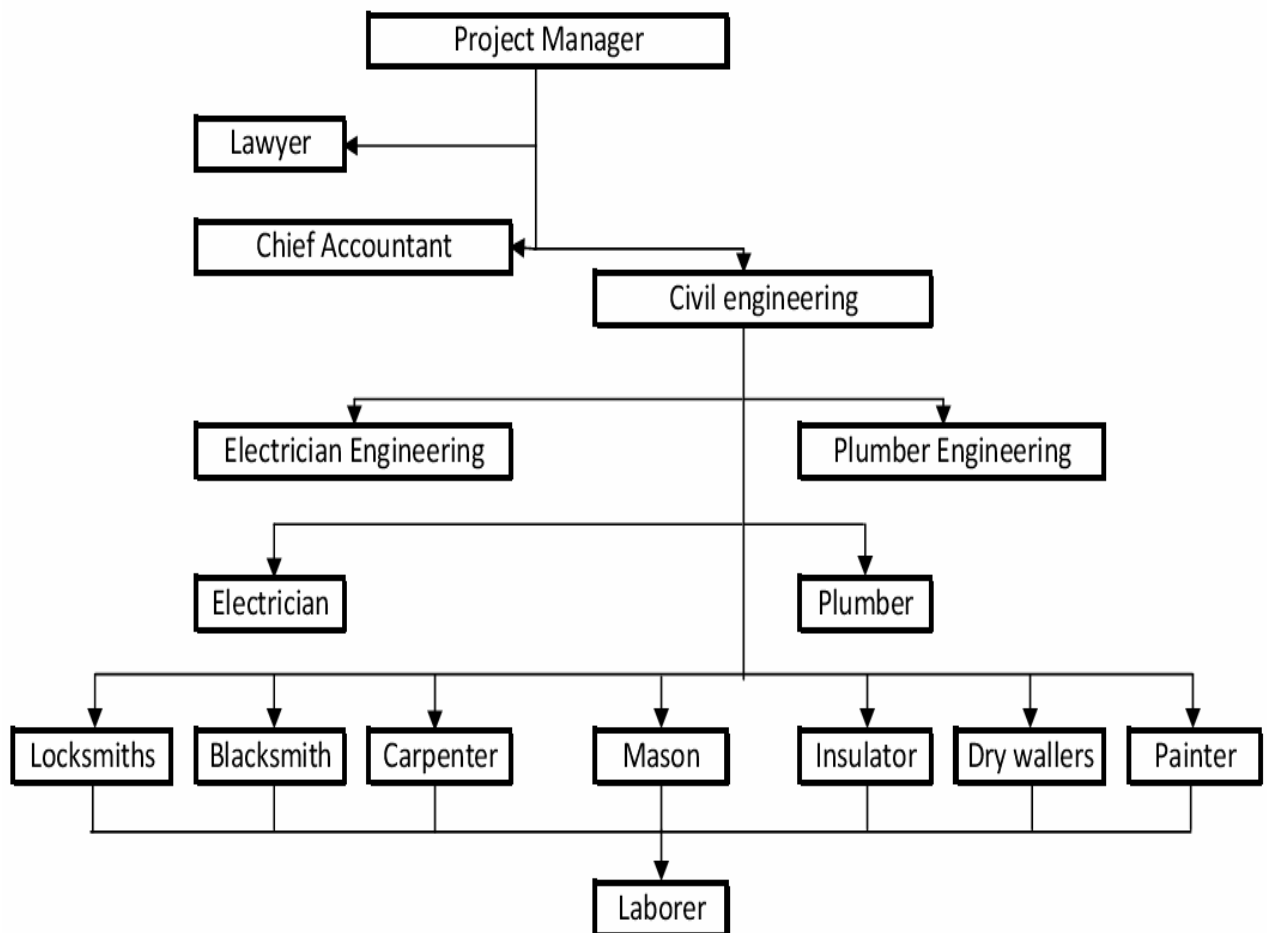 Project Manager
Lawyer
Chief Accountant
Civil engineering
Electrician Engineering
Plumber Engineering
Electrician
Plumber
Locksmiths
Blacksmith
Carpenter
Mason
Insulator
Dry wallers
Painter
Laborer